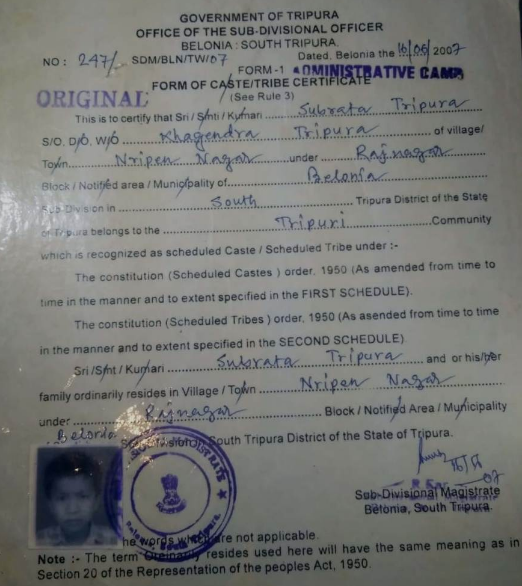 GOVERNMENT OF TRIPURA
OFFICE OF THE SUB-DIVISIONAL OFFICER
BELONIA : SOUTH TRIPURA.
NO : 247/- SDM/BLN/TW/07 Dated. Belonia the 16/06/2007
FORM-1 ADMINISTRATIVE CAMP
FORM OF CASTE/TRIBE CERTIFICATE
ORIGINAL (See Rule 3)
This is to certify that Sri / Smti / Kumari Subrata Tripura
S/O. D/O. W/O Khagendra Tripura of village/
Town Nripen Nagar under Rajnagar
Block / Notified area / Municipality of Belonia
Sub-Division in South Tripura District of the State
of Tripura belongs to the Tripuri Community
which is recognized as scheduled Caste / Scheduled Tribe under :-
The constitution (Scheduled Castes ) order, 1950 (As amended from time to
time in the manner and to extent specified in the FIRST SCHEDULE).
The constitution (Scheduled Tribes ) order, 1950 (As asended from time to time
in the manner and to extent specified in the SECOND SCHEDULE)
Sri /Smt / Kumari Subrata Tripura and or his/her
family ordinarily resides in Village / Town Nripen Nagar
under Rajnagar Block / Notified Area / Municipality
Sub-Division in South Tripura District of the State of Tripura.
Sub-Divisional Magistrate
Belonia, South Tripura
he words which are not applicable.
Note :- The term Ordinarily resides used here will have the same meaning as in
Section 20 of the Representation of the peoples Act, 1950.